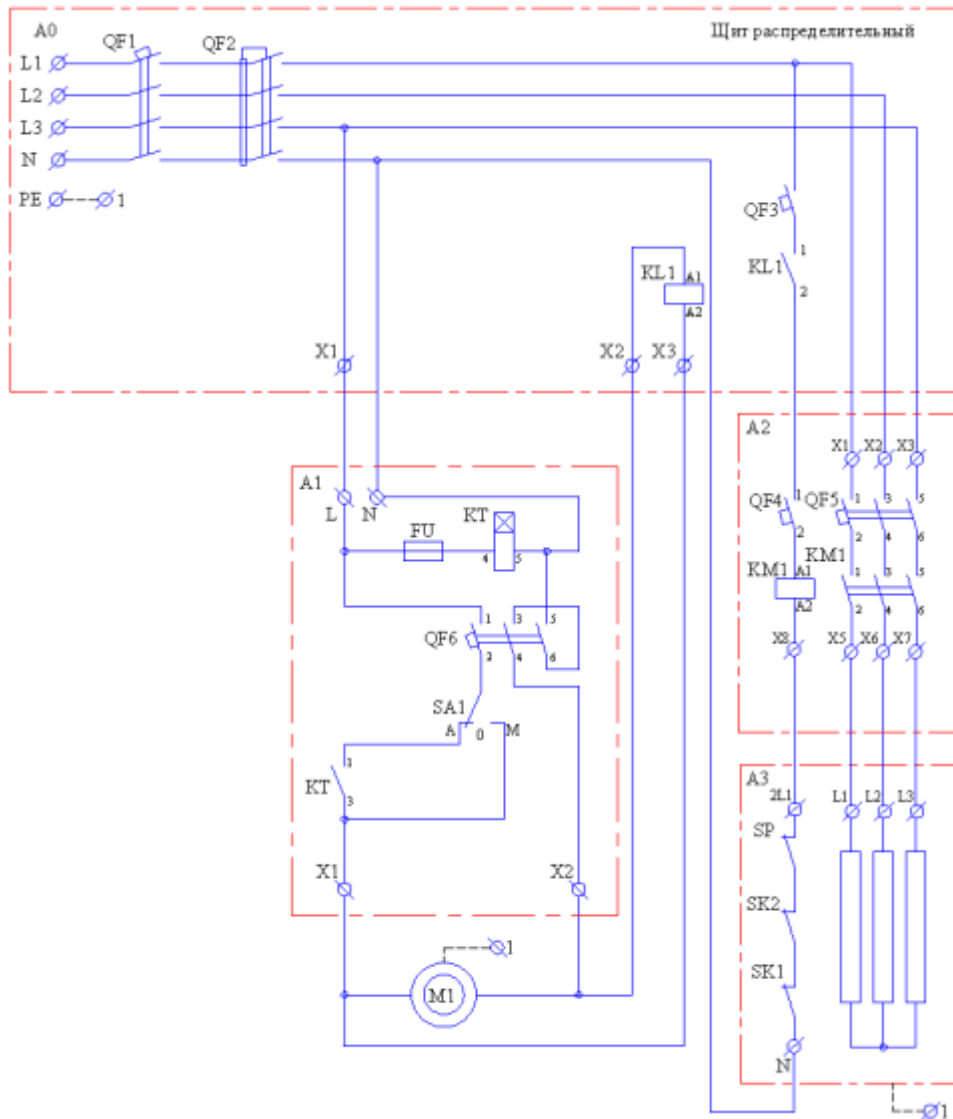 A0
Щит распределительный
QF1 QF2
L1
L2
L3
N
PE 1
QF3
KL1 A1
A2
KL1 1
2
X1 X2 X3
A2
X1 X2 X3
A1
L N
QF4 1
2
QF5 1 3 5
2 4 6
FU KT
4 5
KM1
KM1 A1
A2
1 3 5
2 4 6
QF6 1 3 5
2 4 6
X8 X5 X6 X7
SA1
A 0 M
KT 1
3
A3
2L1 L1 L2 L3
SP
X1 X2
SK2
1
SK1
M1
N
1